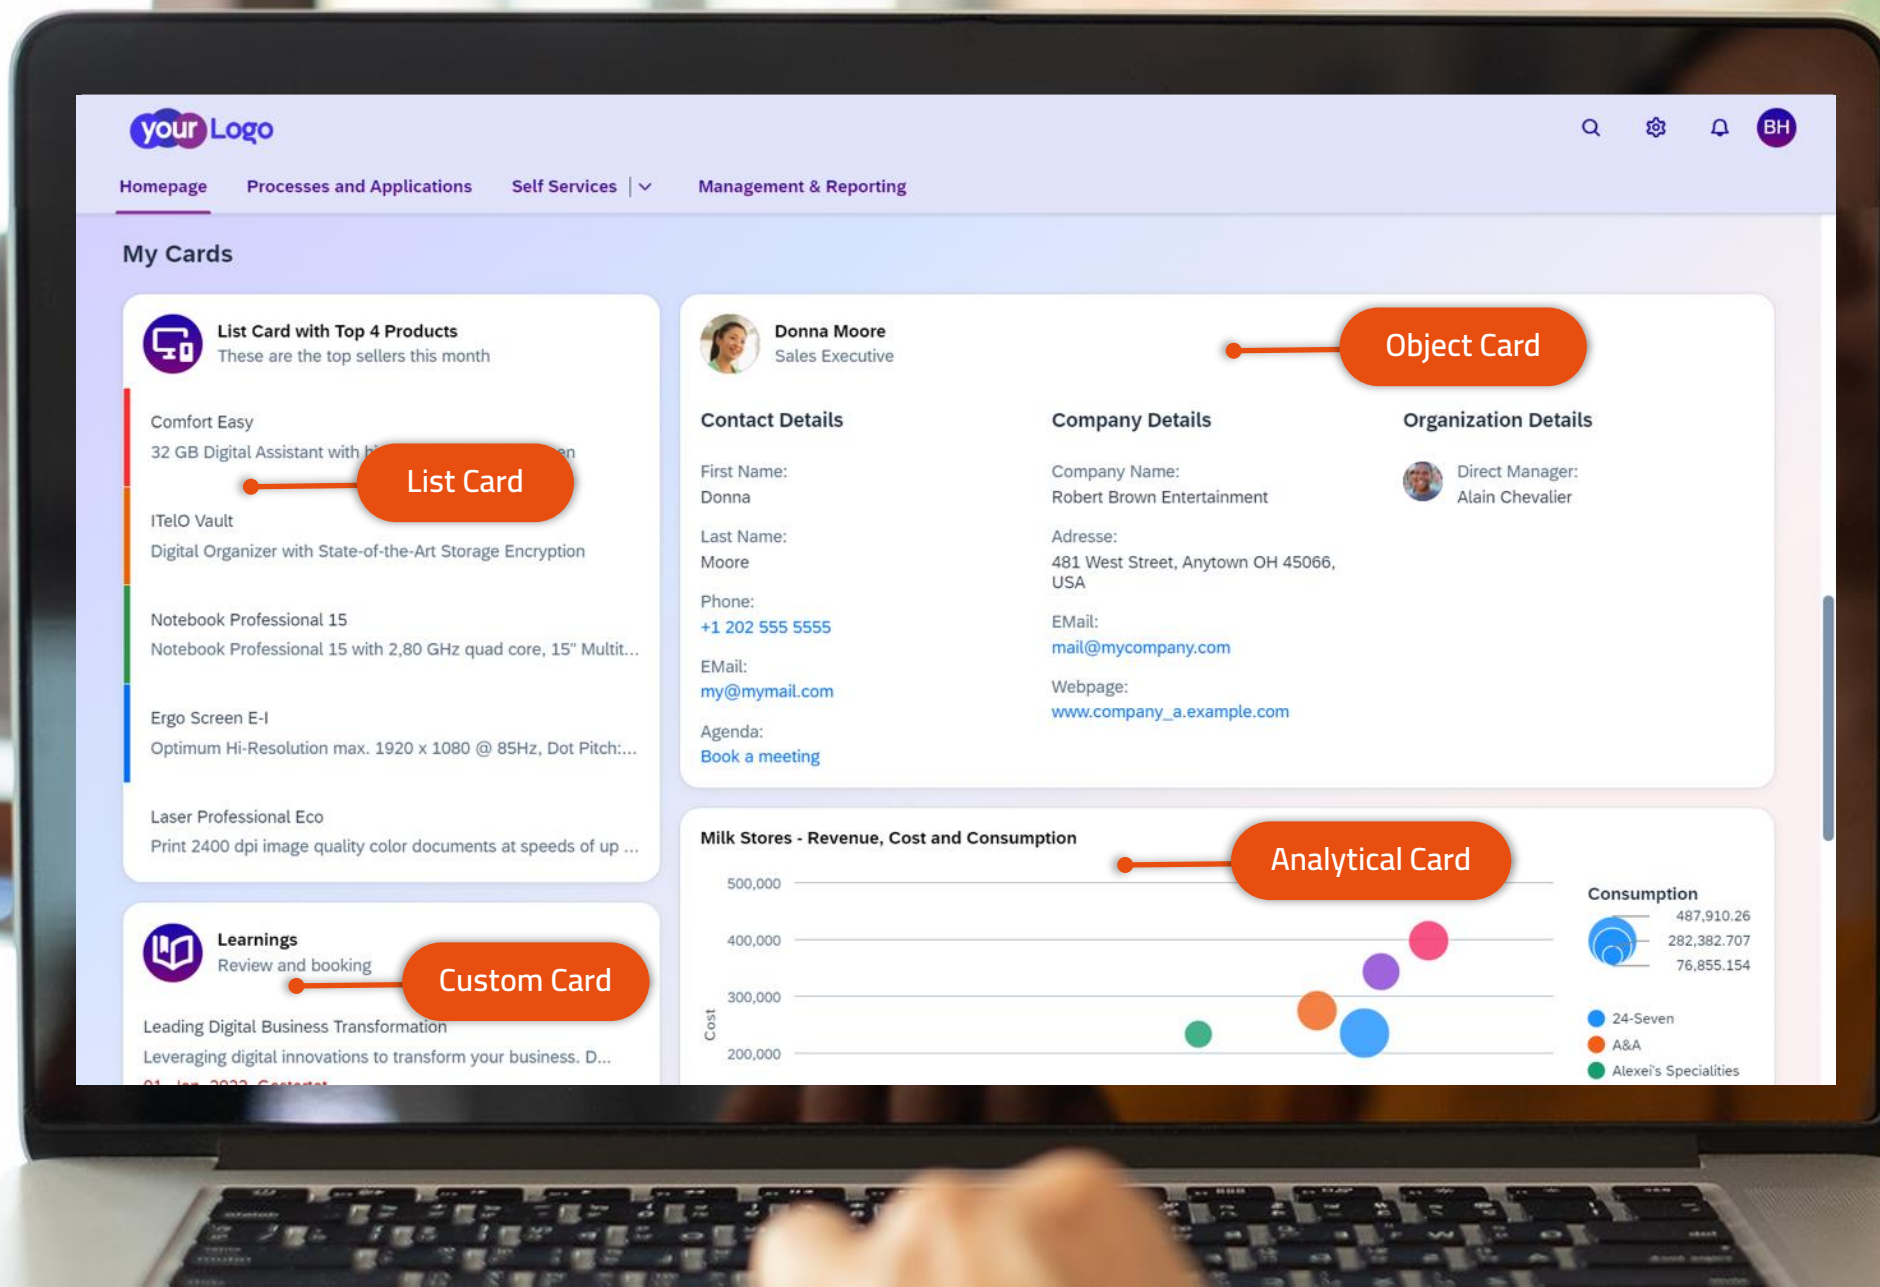 your Logo
BH
Homepage
Processes and Applications
Self Services
Management & Reporting
My Cards
List Card with Top 4 Products
These are the top sellers this month
Comfort Easy
32 GB Digital Assistant with
en
List Card
ITelO Vault
Digital Organizer with State-of-the-Art Storage Encryption
Notebook Professional 15
Notebook Professional 15 with 2,80 GHz quad core, 15" Multit...
Ergo Screen E-I
Optimum Hi-Resolution max. 1920 x 1080 @ 85Hz, Dot Pitch:...
Laser Professional Eco
Print 2400 dpi image quality color documents at speeds of up ...
Learnings
Review and booking
Custom Card
Leading Digital Business Transformation
Leveraging digital innovations to transform your business. D...
Donna Moore
Sales Executive
Object Card
Contact Details
First Name:
Donna
Last Name:
Moore
Phone:
+1 202 555 5555
EMail:
my@mymail.com
Agenda:
Book a meeting
Company Details
Company Name:
Robert Brown Entertainment
Adresse:
481 West Street, Anytown OH 45066,
USA
EMail:
mail@mycompany.com
Webpage:
www.company_a.example.com
Organization Details
Direct Manager:
Alain Chevalier
Milk Stores - Revenue, Cost and Consumption
Analytical Card
500,000
400,000
300,000
200,000
Cost
Consumption
487,910.26
282,382.707
76,855.154
24-Seven
A&A
Alexei's Specialities